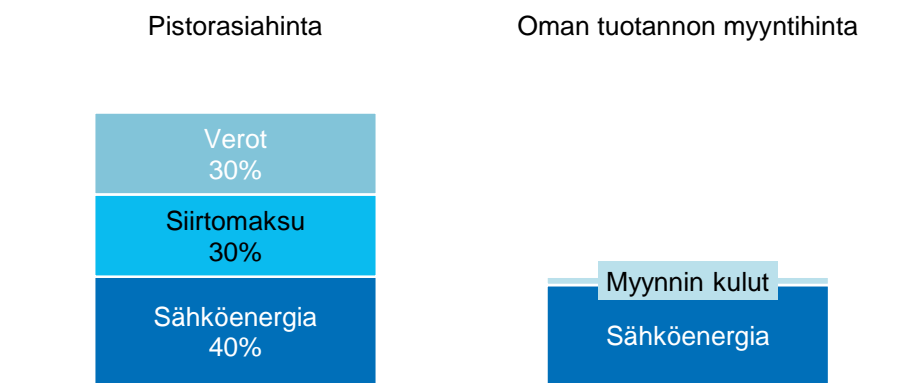 Pistorasiahinta
Oman tuotannon myyntihinta
Verot
30%
Siirtomaksu
30%
Sähköenergia
40%
Myynnin kulut
Sähköenergia